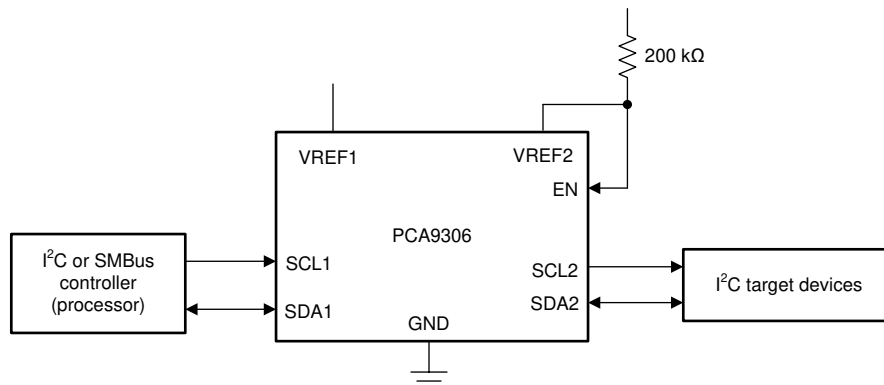 200 kΩ
VREF1
VREF2
EN
PCA9306
I²C or SMBus
controller
(processor)
SCL1
SDA1
SCL2
SDA2
I²C target devices
GND